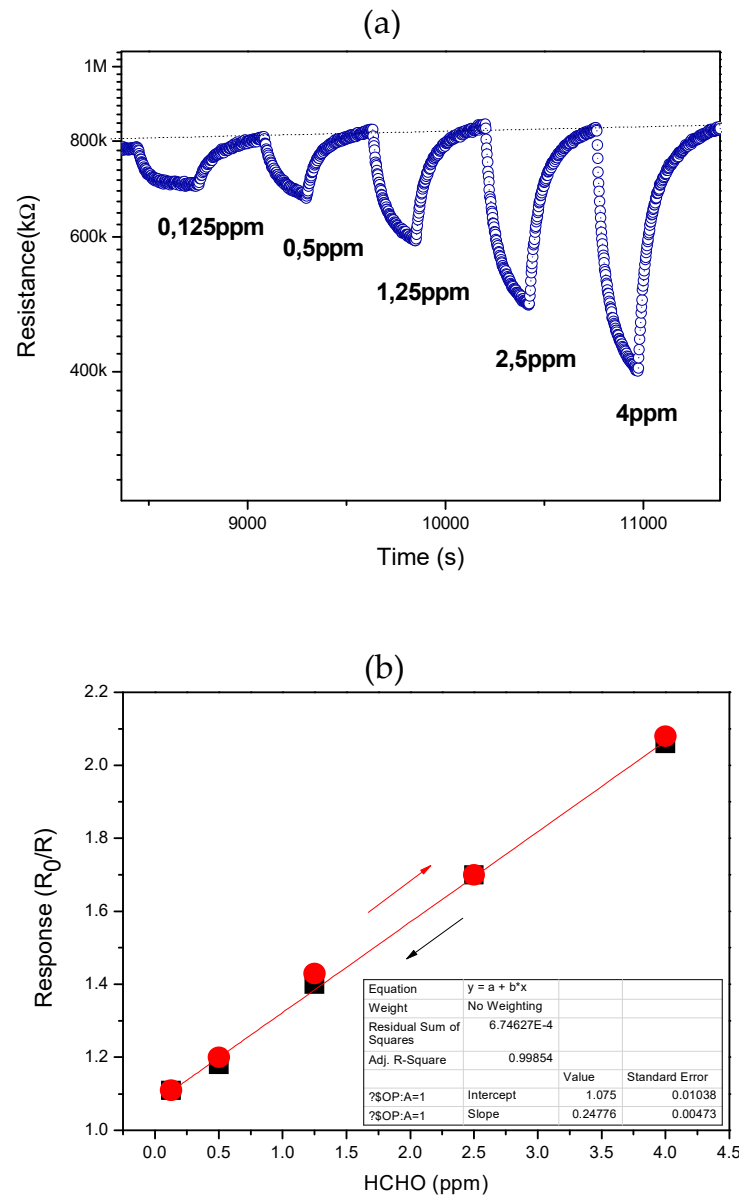 (a)
1M
800k
600k
400k
Resistance(kΩ)
0,125ppm
0,5ppm
1,25ppm
2,5ppm
4ppm
9000 10000 11000
Time (s)
(b)
2.2
2.0
1.8
1.6
1.4
1.2
1.0
Response (R0/R)
Equation y = a + b*x
Weight No Weighting
Residual Sum of
Squares 6.74627E-4
Adj. R-Square 0.99854
Value Standard Error
?$OP:A=1 Intercept 1.075 0.01038
?$OP:A=1 Slope 0.24776 0.00473
0.0 0.5 1.0 1.5 2.0 2.5 3.0 3.5 4.0 4.5
HCHO (ppm)